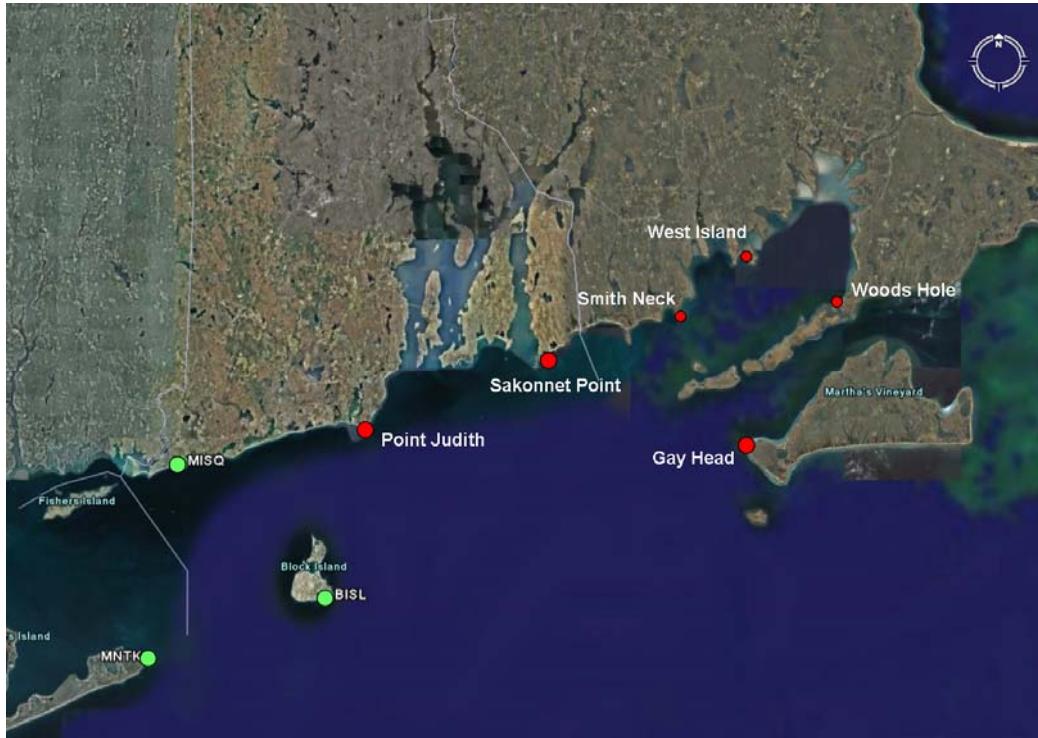 N
West Island
Woods Hole
Smith Neck
Sakonnet Point
Martha's Vineyard
Point Judith
Gay Head
MISQ
Fishers Island
Block Island
BISL
s Island
MNTK